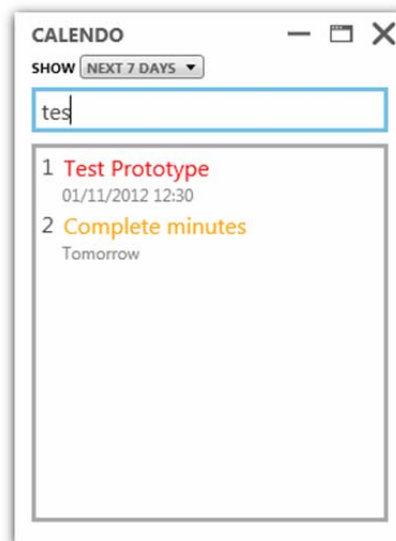 CALENDO
SHOW NEXT 7 DAYS
tes
1 Test Prototype
01/11/2012 12:30
2 Complete minutes
Tomorrow